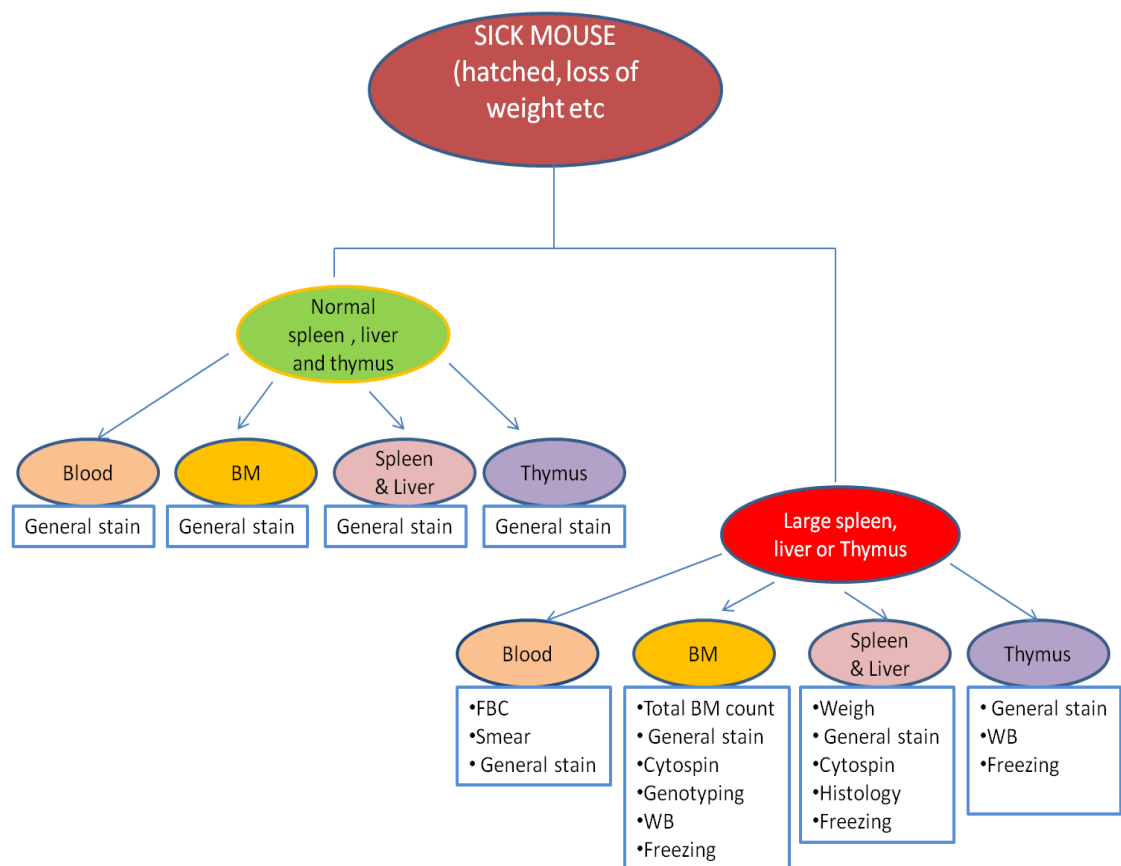 SICK MOUSE
(hatched, loss of
weight etc
Normal
spleen , liver
and thymus
Blood
General stain
BM
General stain
Spleen
& Liver
General stain
Thymus
General stain
Large spleen,
liver or Thymus
Blood
•FBC
•Smear
• General stain
BM
•Total BM count
• General stain
•Cytospin
•Genotyping
•WB
•Freezing
Spleen
& Liver
•Weigh
• General stain
•Cytospin
•Histology
•Freezing
Thymus
• General stain
•WB
•Freezing